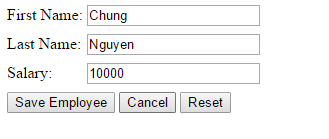 First Name: Chung
Last Name: Nguyen
Salary: 10000
Save Employee Cancel Reset